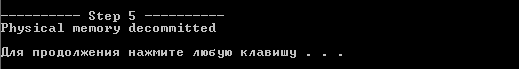 ---------- Step 5 ----------
Physical memory decommitted
Для продолжения нажмите любую клавишу . . .